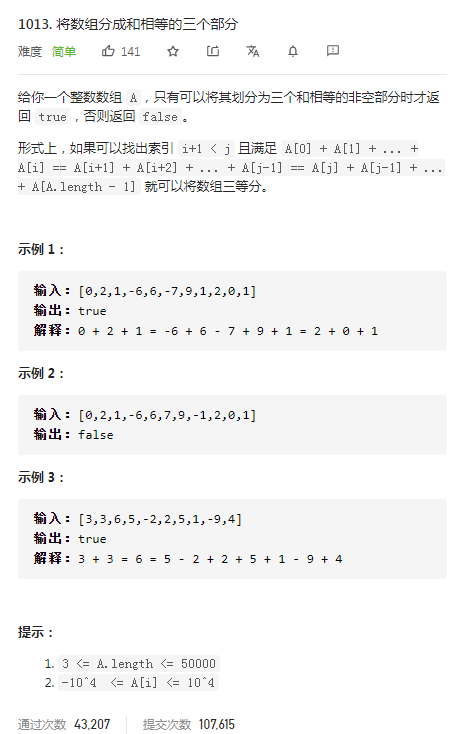 1013. 将数组分成和相等的三个部分
难度 简单 141
给你一个整数数组 A ，只有可以将其划分为三个和相等的非空部分时才返
回 true ，否则返回 false 。
形式上，如果可以找出索引 i+1 < j 且满足 A[0] + A[1] + ... +
A[i] == A[i+1] + A[i+2] + ... + A[j-1] == A[j] + A[j-1] + ...
+ A[A.length - 1] 就可以将数组三等分。
示例 1：
输入：[0,2,1,-6,6,-7,9,1,2,0,1]
输出：true
解释：0 + 2 + 1 = -6 + 6 - 7 + 9 + 1 = 2 + 0 + 1
示例 2：
输入：[0,2,1,-6,6,7,9,-1,2,0,1]
输出：false
示例 3：
输入：[3,3,6,5,-2,2,5,1,-9,4]
输出：true
解释：3 + 3 = 6 = 5 - 2 + 2 + 5 + 1 - 9 + 4
提示：
1. 3 <= A.length <= 50000
2. -10^4 <= A[i] <= 10^4
通过次数 43,207 提交次数 107,615